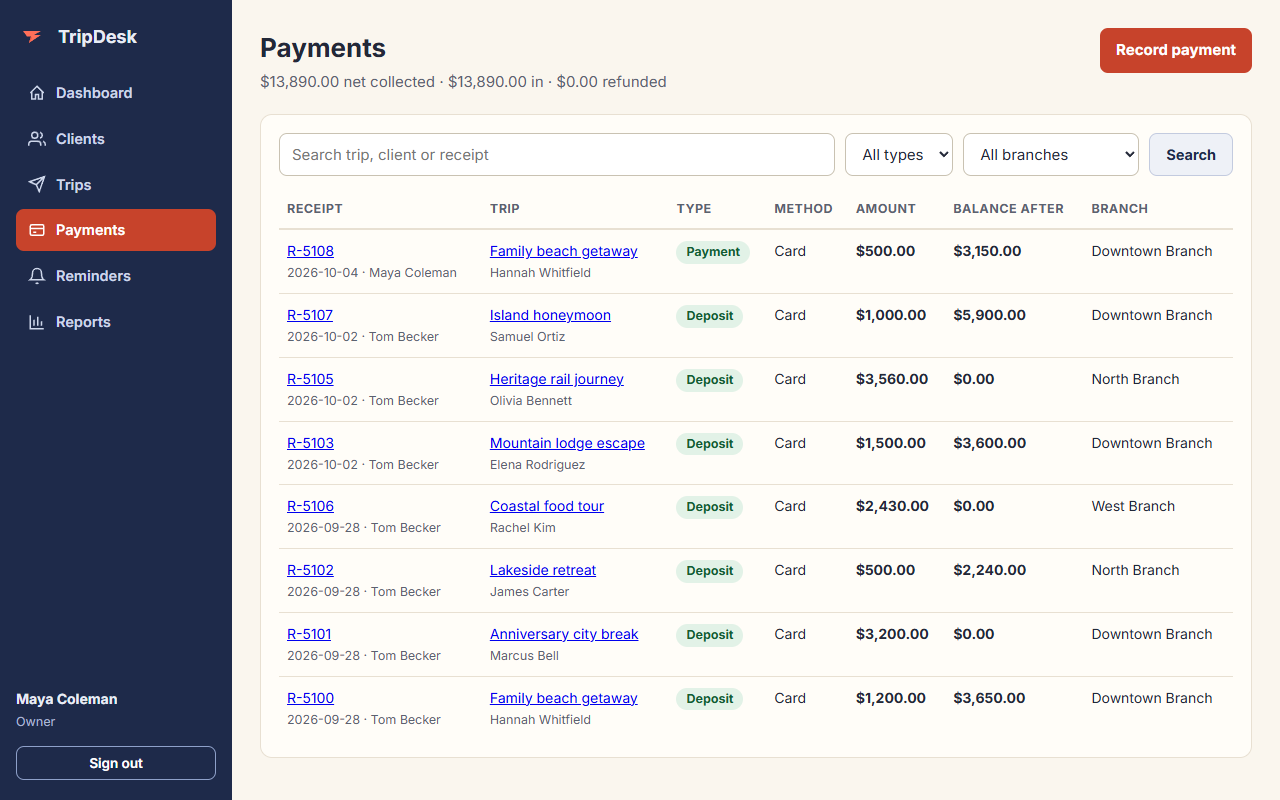 TripDesk
Dashboard
Clients
Trips
Payments
Reminders
Reports
Maya Coleman
Owner
Sign out
Payments
$13,890.00 net collected · $13,890.00 in · $0.00 refunded
Record payment
Search trip, client or receipt
All types
All branches
Search
RECEIPT TRIP TYPE METHOD AMOUNT BALANCE AFTER BRANCH
R-5108 Family beach getaway Payment Card $500.00 $3,150.00 Downtown Branch
2026-10-04 · Maya Coleman Hannah Whitfield
R-5107 Island honeymoon Deposit Card $1,000.00 $5,900.00 Downtown Branch
2026-10-02 · Tom Becker Samuel Ortiz
R-5105 Heritage rail journey Deposit Card $3,560.00 $0.00 North Branch
2026-10-02 · Tom Becker Olivia Bennett
R-5103 Mountain lodge escape Deposit Card $1,500.00 $3,600.00 Downtown Branch
2026-10-02 · Tom Becker Elena Rodriguez
R-5106 Coastal food tour Deposit Card $2,430.00 $0.00 West Branch
2026-09-28 · Tom Becker Rachel Kim
R-5102 Lakeside retreat Deposit Card $500.00 $2,240.00 North Branch
2026-09-28 · Tom Becker James Carter
R-5101 Anniversary city break Deposit Card $3,200.00 $0.00 Downtown Branch
2026-09-28 · Tom Becker Marcus Bell
R-5100 Family beach getaway Deposit Card $1,200.00 $3,650.00 Downtown Branch
2026-09-28 · Tom Becker Hannah Whitfield